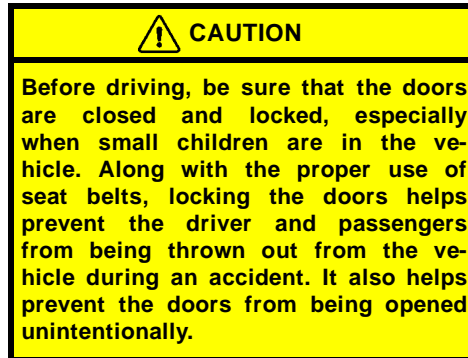 CAUTION
Before driving, be sure that the doors
are closed and locked, especially
when small children are in the ve-
hicle. Along with the proper use of
seat belts, locking the doors helps
prevent the driver and passengers
from being thrown out from the ve-
hicle during an accident. It also helps
prevent the doors from being opened
unintentionally.